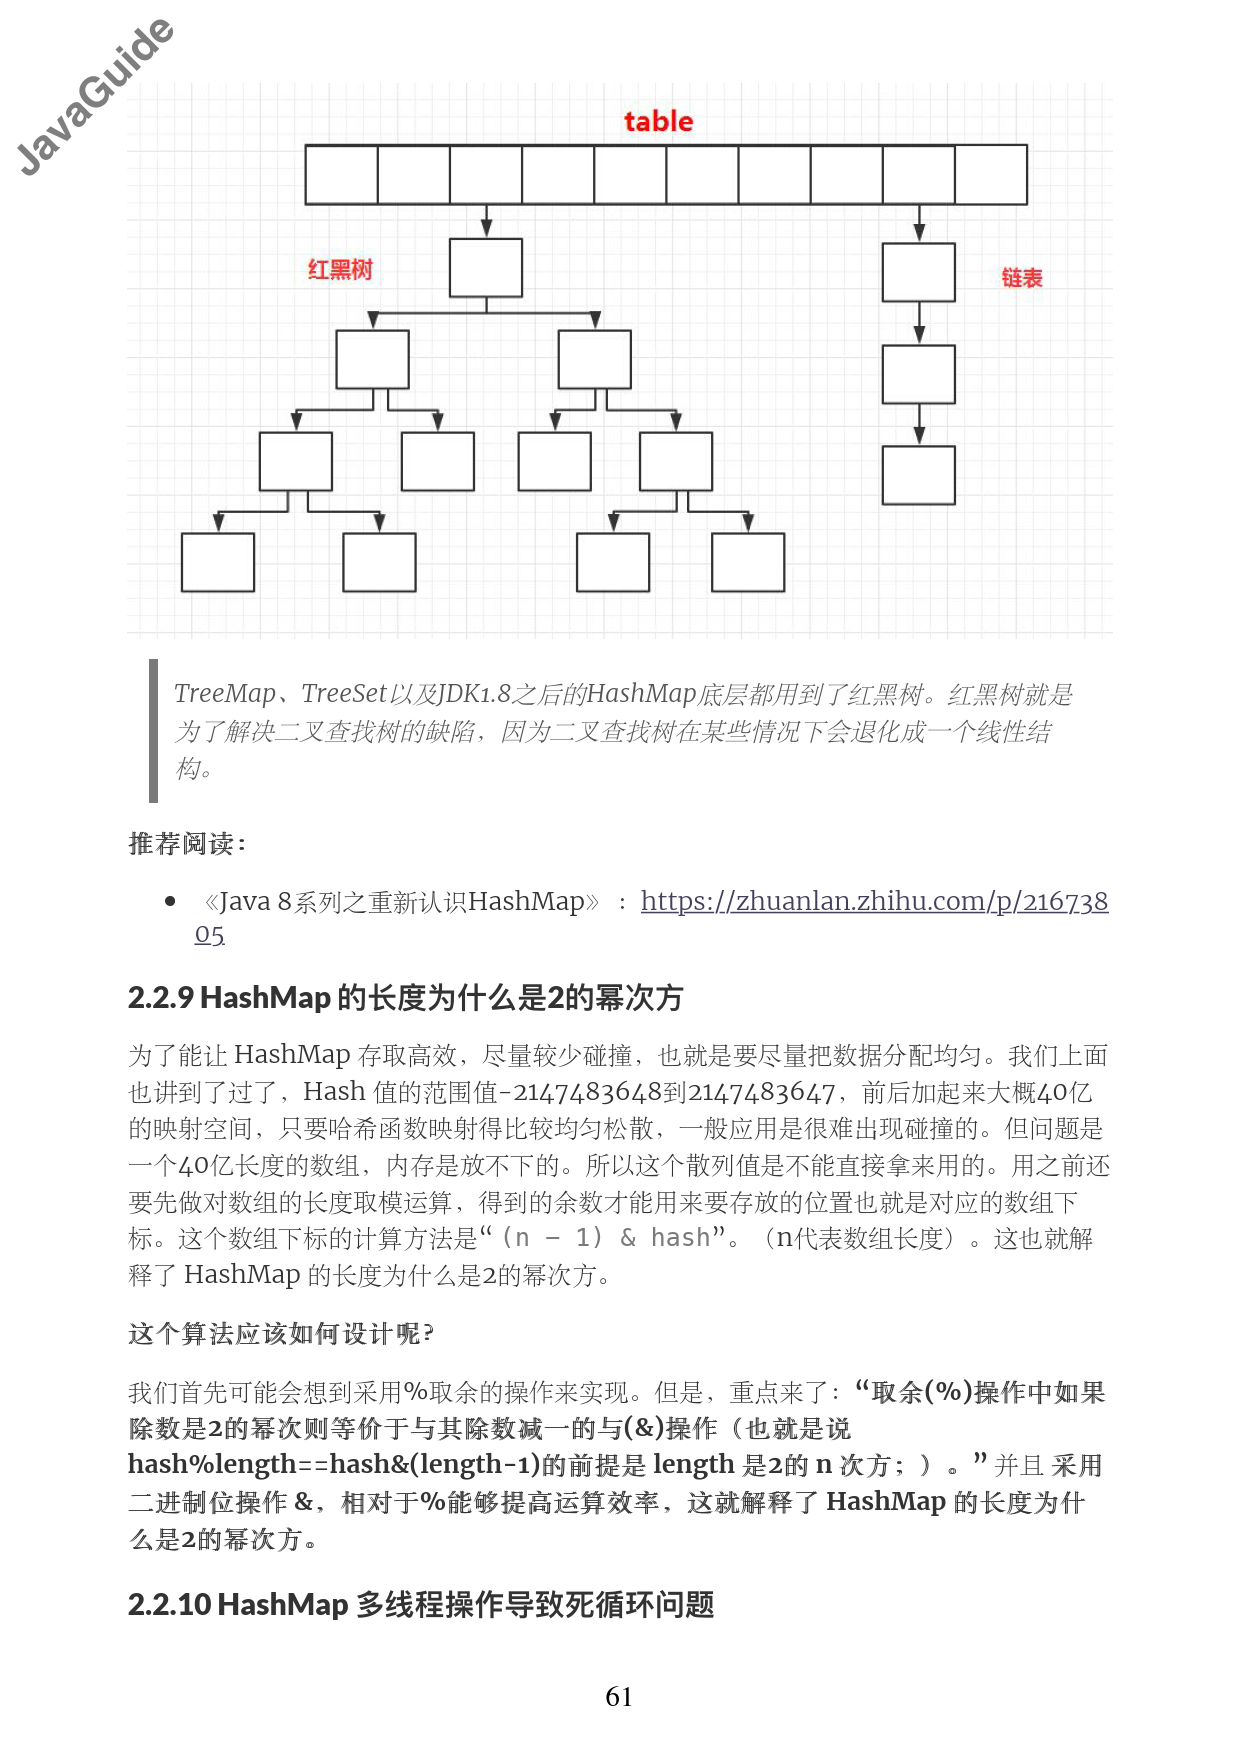 JavaGuide
table
红黑树
链表
TreeMap、TreeSet以及JDK1.8之后的HashMap底层都用到了红黑树。红黑树就是
为了解决二叉查找树的缺陷，因为二叉查找树在某些情况下会退化成一个线性结
构。
推荐阅读：
• 《Java 8系列之重新认识HashMap》 ：https://zhuanlan.zhihu.com/p/216738
05
2.2.9 HashMap 的长度为什么是2的幂次方
为了能让 HashMap 存取高效，尽量较少碰撞，也就是要尽量把数据分配均匀。我们上面
也讲到了过了，Hash 值的范围值-2147483648到2147483647，前后加起来大概40亿
的映射空间，只要哈希函数映射得比较均匀松散，一般应用是很难出现碰撞的。但问题是
一个40亿长度的数组，内存是放不下的。所以这个散列值是不能直接拿来用的。用之前还
要先做对数组的长度取模运算，得到的余数才能用来要存放的位置也就是对应的数组下
标。这个数组下标的计算方法是“ (n - 1) & hash”。（n代表数组长度）。这也就解
释了 HashMap 的长度为什么是2的幂次方。
这个算法应该如何设计呢？
我们首先可能会想到采用%取余的操作来实现。但是，重点来了：“取余(%)操作中如果
除数是2的幂次则等价于与其除数减一的与(&)操作（也就是说
hash%length==hash&(length-1)的前提是 length 是2的 n 次方；）。” 并且 采用
二进制位操作 &，相对于%能够提高运算效率，这就解释了 HashMap 的长度为什
么是2的幂次方。
2.2.10 HashMap 多线程操作导致死循环问题
61